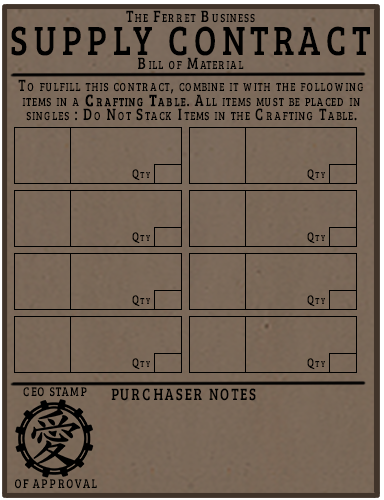 The Ferret Business
SUPPLY CONTRACT
Bill of Material
To fulfill this contract, combine it with the following
items in a Crafting Table. All items must be placed in
singles : Do Not Stack Items in the Crafting Table.
Qty Qty
Qty Qty
Qty Qty
Qty Qty
CEO STAMP PURCHASER NOTES
愛
OF APPROVAL